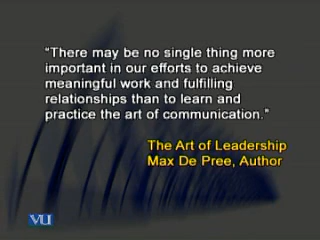 “There may be no single thing more
important in our efforts to achieve
meaningful work and fulfilling
relationships than to learn and
practice the art of communication.”
The Art of Leadership
Max De Pree, Author
VU